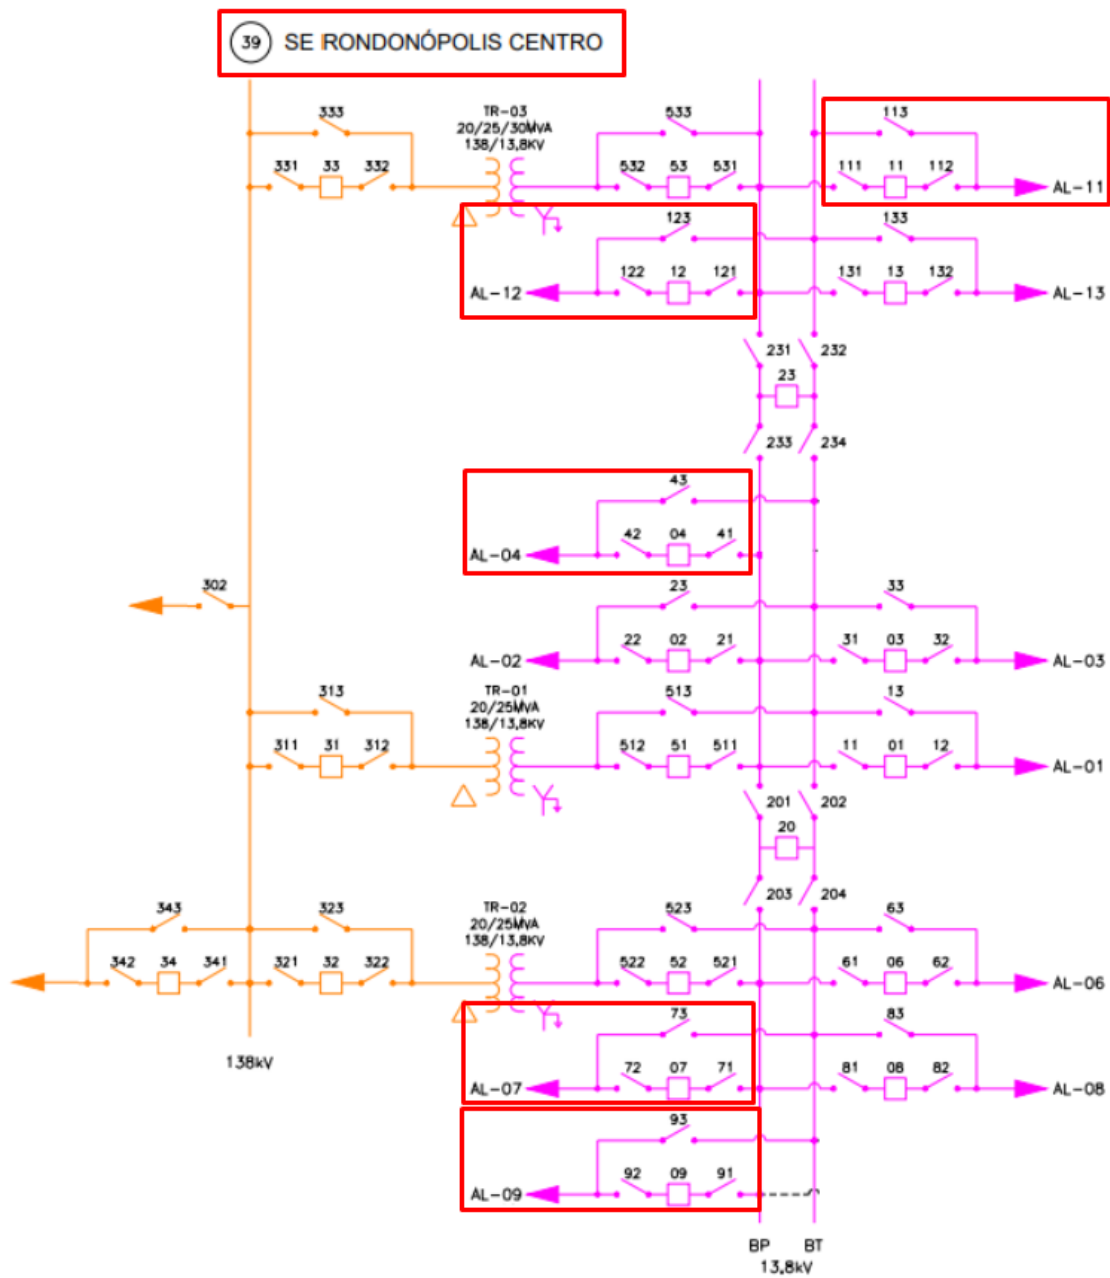 39 SE RONDONÓPOLIS CENTRO
333 TR-03 533 113
20/25/30MVA
138/13,8KV
331 33 332 532 53 531 111 11 112
AL-11
123 133
122 12 121 131 13 132
AL-12 AL-13
231 232
23
233 234
43
42 04 41
AL-04
302 23 33
22 02 21 31 03 32
AL-02 AL-03
313 TR-01 513 13
20/25MVA
138/13,8KV
311 31 312 512 51 511 11 01 12
AL-01
201 202
20
203 204
343 323 TR-02 523 63
20/25MVA
138/13,8KV
342 34 341 321 32 322 522 52 521 61 06 62
AL-06
73 83
138kV
72 07 71 81 08 82
AL-07 AL-08
93
92 09 91
AL-09
BP BT
13,8kV